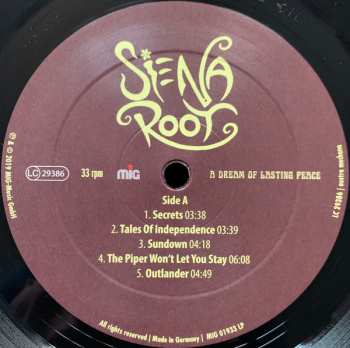 Siena
Root
LC 29386
33 rpm
MIG
A DREAM OF LASTING PEACE
Side A
1. Secrets 03:38
2. Tales Of Independence 03:39
3. Sundown 04:18
4. The Piper Won't Let You Stay 06:08
5. Outlander 04:49
℗ & © 2019 MiG-Music GmbH
LC 29386 | austro mechana
All rights reserved | Made in Germany | MIG 01933 LP